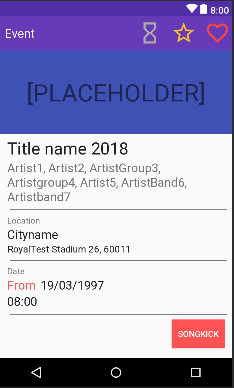 8:00
Event
[PLACEHOLDER]
Title name 2018
Artist1, Artist2, ArtistGroup3,
Artistgroup4, Artist5, ArtistBand6,
Artistband7
Location
Cityname
RoyalTest Stadium 26, 60011
Date
From 19/03/1997
08:00
SONGKICK